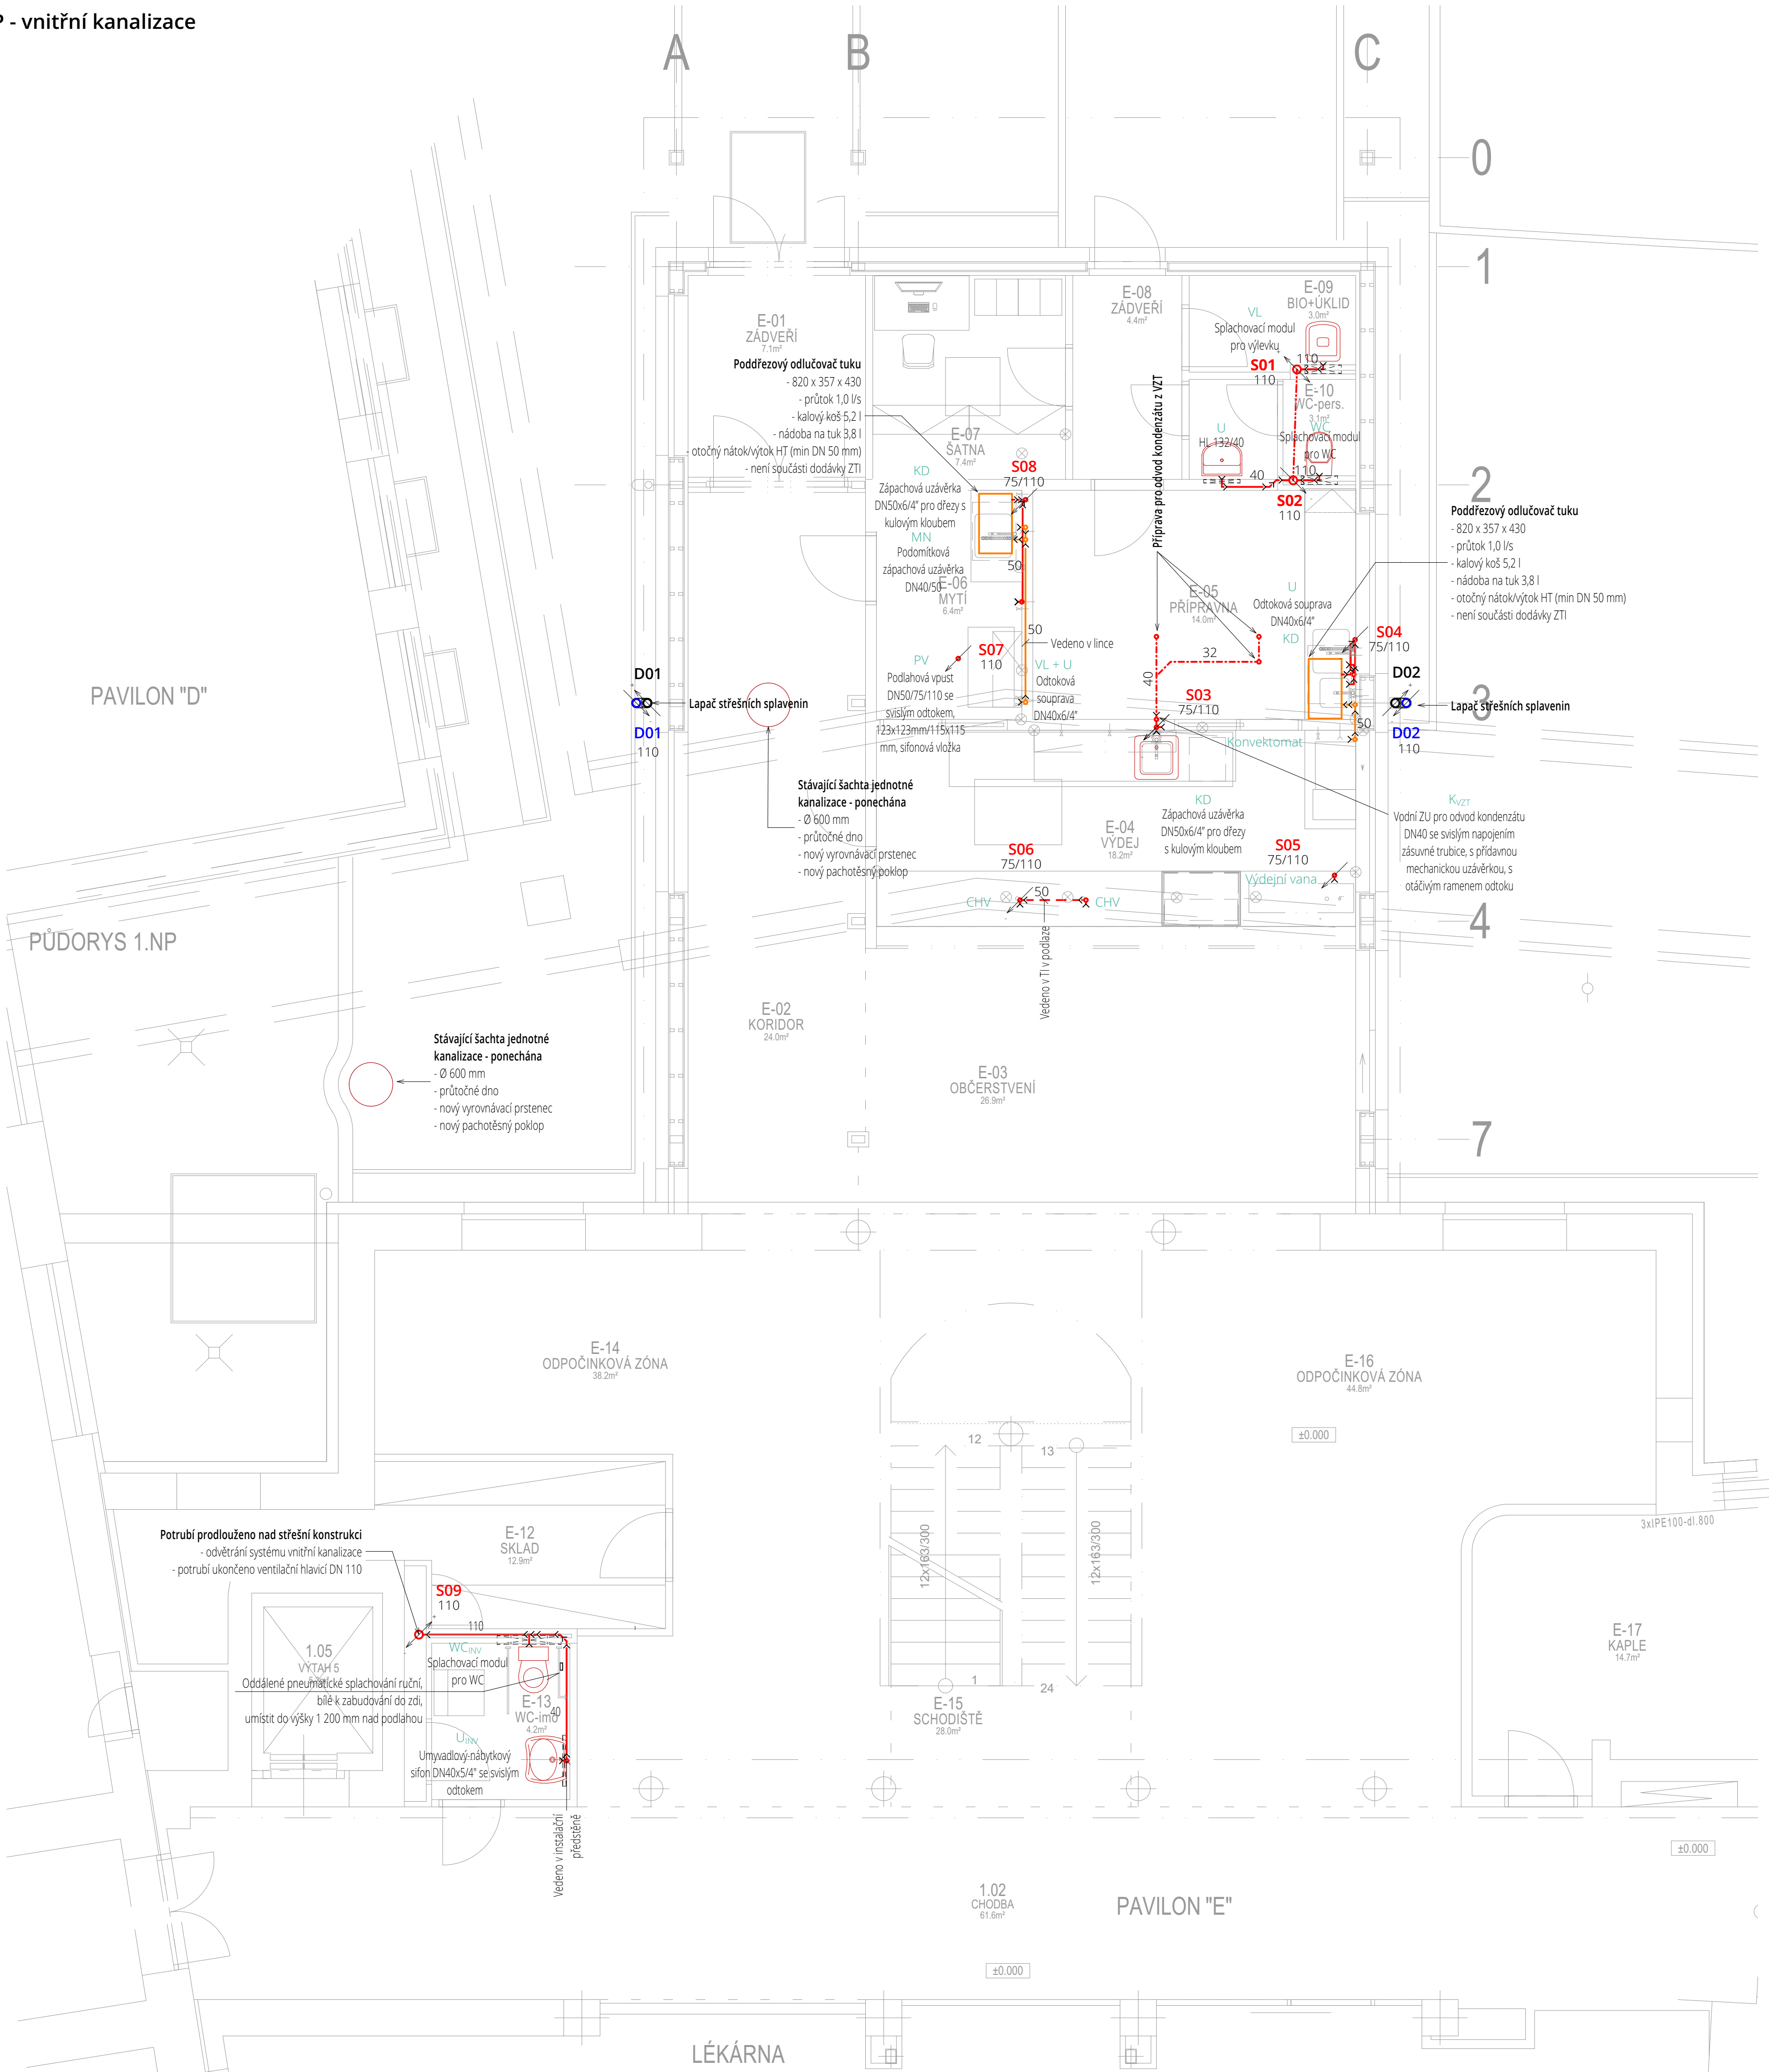 P - vnitřní kanalizace
A
B
C
0
1
2
3
4
7
E-01
ZÁDVEŘÍ
7.1m²
Poddřezový odlučovač tuku
- 820 x 357 x 430
- průtok 1,0 l/s
- kalový koš 5,2 l
- nádoba na tuk 3,8 l
- otočný nátok/výtok HT (min DN 50 mm)
- není součásti dodávky ZTI
E-07
ŠATNA
7.4m²
E-08
ZÁDVEŘÍ
4.4m²
E-09
BIO+ÚKLID
3.0m²
VL
Splachovací modul
pro výlevku
S01
110
110
E-10
WC-pers.
3.1m²
WC
Splachovací modul
pro WC
110
U
HL 132/40
40
S02
110
Příprava pro odvod kondenzátu z VZT
KD
Zápachová uzávěrka
DN50x6/4" pro dřezy s
kulovým kloubem
MN
Podomítková
zápachová uzávěrka
DN40/50
S08
75/110
50
E-06
MYTÍ
6.4m²
50
Vedeno v lince
S07
110
PV
Podlahová vpust
DN50/75/110 se
svislým odtokem,
123x123mm/115x115
mm, sifonová vložka
VL + U
Odtoková
souprava
DN40x6/4"
E-05
PŘÍPRAVNA
14.0m²
U
Odtoková souprava
DN40x6/4"
KD
32
40
S03
75/110
S04
75/110
50
Poddřezový odlučovač tuku
- 820 x 357 x 430
- průtok 1,0 l/s
- kalový koš 5,2 l
- nádoba na tuk 3,8 l
- otočný nátok/výtok HT (min DN 50 mm)
- není součásti dodávky ZTI
D01
Lapač střešních splavenin
D01
110
D02
Lapač střešních splavenin
D02
110
PAVILON "D"
Konvektomat
Stávající šachta jednotné
kanalizace - ponechána
- Ø 600 mm
- průtočné dno
- nový vyrovnávací prstenec
- nový pachotěsný poklop
KD
Zápachová uzávěrka
DN50x6/4" pro dřezy
s kulovým kloubem
E-04
VÝDEJ
18.2m²
K VZT
Vodní ZU pro odvod kondenzátu
DN40 se svislým napojením
zásuvné trubice, s přídavnou
mechanickou uzávěrkou, s
otáčivým ramenem odtoku
S06
75/110
S05
75/110
Výdejní vana
CHV
50
CHV
Vedeno v TI v podlaze
PŮDORYS 1.NP
E-02
KORIDOR
24.0m²
E-03
OBČERSTVENÍ
26.9m²
Stávající šachta jednotné
kanalizace - ponechána
- Ø 600 mm
- průtočné dno
- nový vyrovnávací prstenec
- nový pachotěsný poklop
E-14
ODPOČINKOVÁ ZÓNA
38.2m²
E-16
ODPOČINKOVÁ ZÓNA
44.8m²
±0.000
12
13
12x163/300
12x163/300
1
24
E-15
SCHODIŠTĚ
28.0m²
3xIPE100-dl.800
E-17
KAPLE
14.7m²
Potrubí prodlouženo nad střešní konstrukci
- odvětrání systému vnitřní kanalizace
- potrubí ukončeno ventilační hlavicí DN 110
E-12
SKLAD
12.9m²
S09
110
110
1.05
VÝTAH 5
WC INV
Splachovací modul
pro WC
Oddálené pneumatické splachování ruční,
bílé k zabudování do zdi,
umístit do výšky 1 200 mm nad podlahou
E-13
WC-imo
4.2m²
40
U INV
Umyvadlový-nábytkový
sifon DN40x5/4" se svislým
odtokem
Vedeno v instalační
předstěně
±0.000
1.02
CHODBA
61.6m²
PAVILON "E"
±0.000
LÉKÁRNA